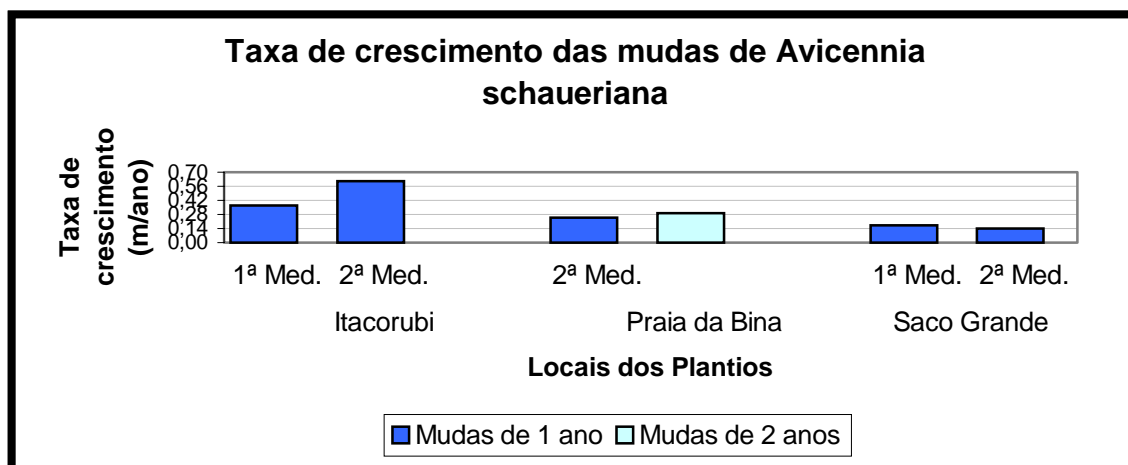 Taxa de crescimento das mudas de Avicennia
schaueriana
Taxa de
crescimento
(m/ano)
0,70
0,56
0,42
0,28
0,14
0,00
1ª Med. 2ª Med. 2ª Med. 1ª Med. 2ª Med.
Itacorubi Praia da Bina Saco Grande
Locais dos Plantios
Mudas de 1 ano Mudas de 2 anos